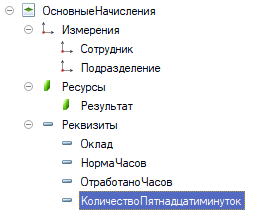 ОсновныеНачисления
Измерения
Сотрудник
Подразделение
Ресурсы
Результат
Реквизиты
Оклад
НормаЧасов
ОтработаноЧасов
КоличествоПятнадцатиминуток